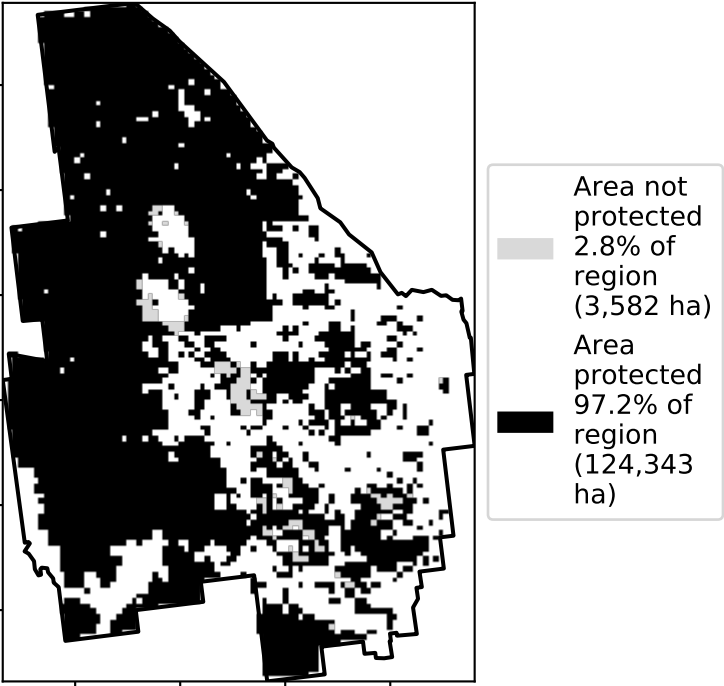 Area not
protected
2.8% of
region
(3,582 ha)
Area
protected
97.2% of
region
(124,343
ha)